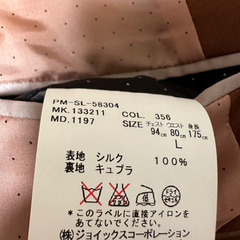 PM-SL-58304
MK.133211 COL. 356
MD.1197 SIZE チェスト ウエスト 身長
94cm 80cm 175cm
L
表地 シルク 100%
裏地 キュプラ
*このラベルに直接アイロンを
あてないでください。
(株)ジョイックスコーポレーション